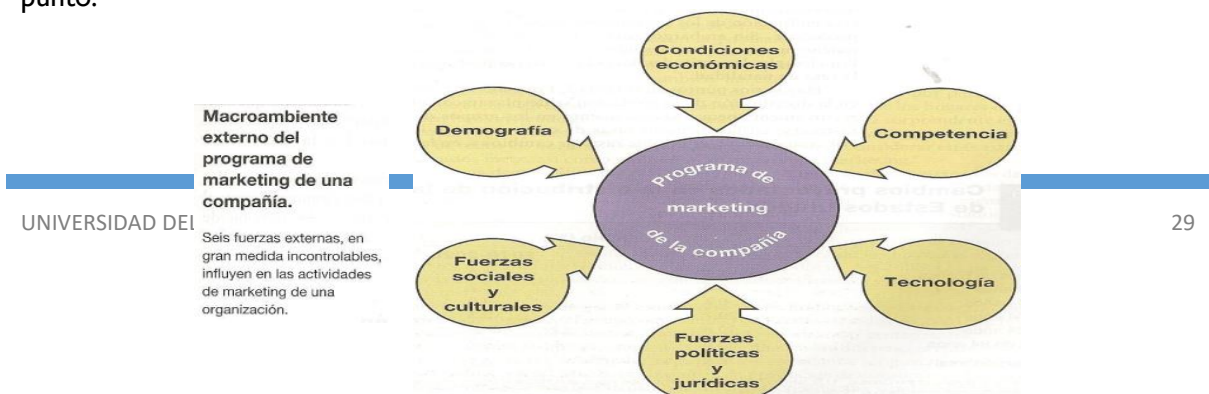 punto.
Macroambiente
externo del
programa de
marketing de una
compañía.
Seis fuerzas externas, en
gran medida incontrolables,
influyen en las actividades
de marketing de una
organización.
Condiciones
económicas
Demografía
Competencia
Programa de
marketing
de la compañía
Fuerzas
sociales
y
culturales
Tecnología
Fuerzas
políticas
y
jurídicas
UNIVERSIDAD DEL
29